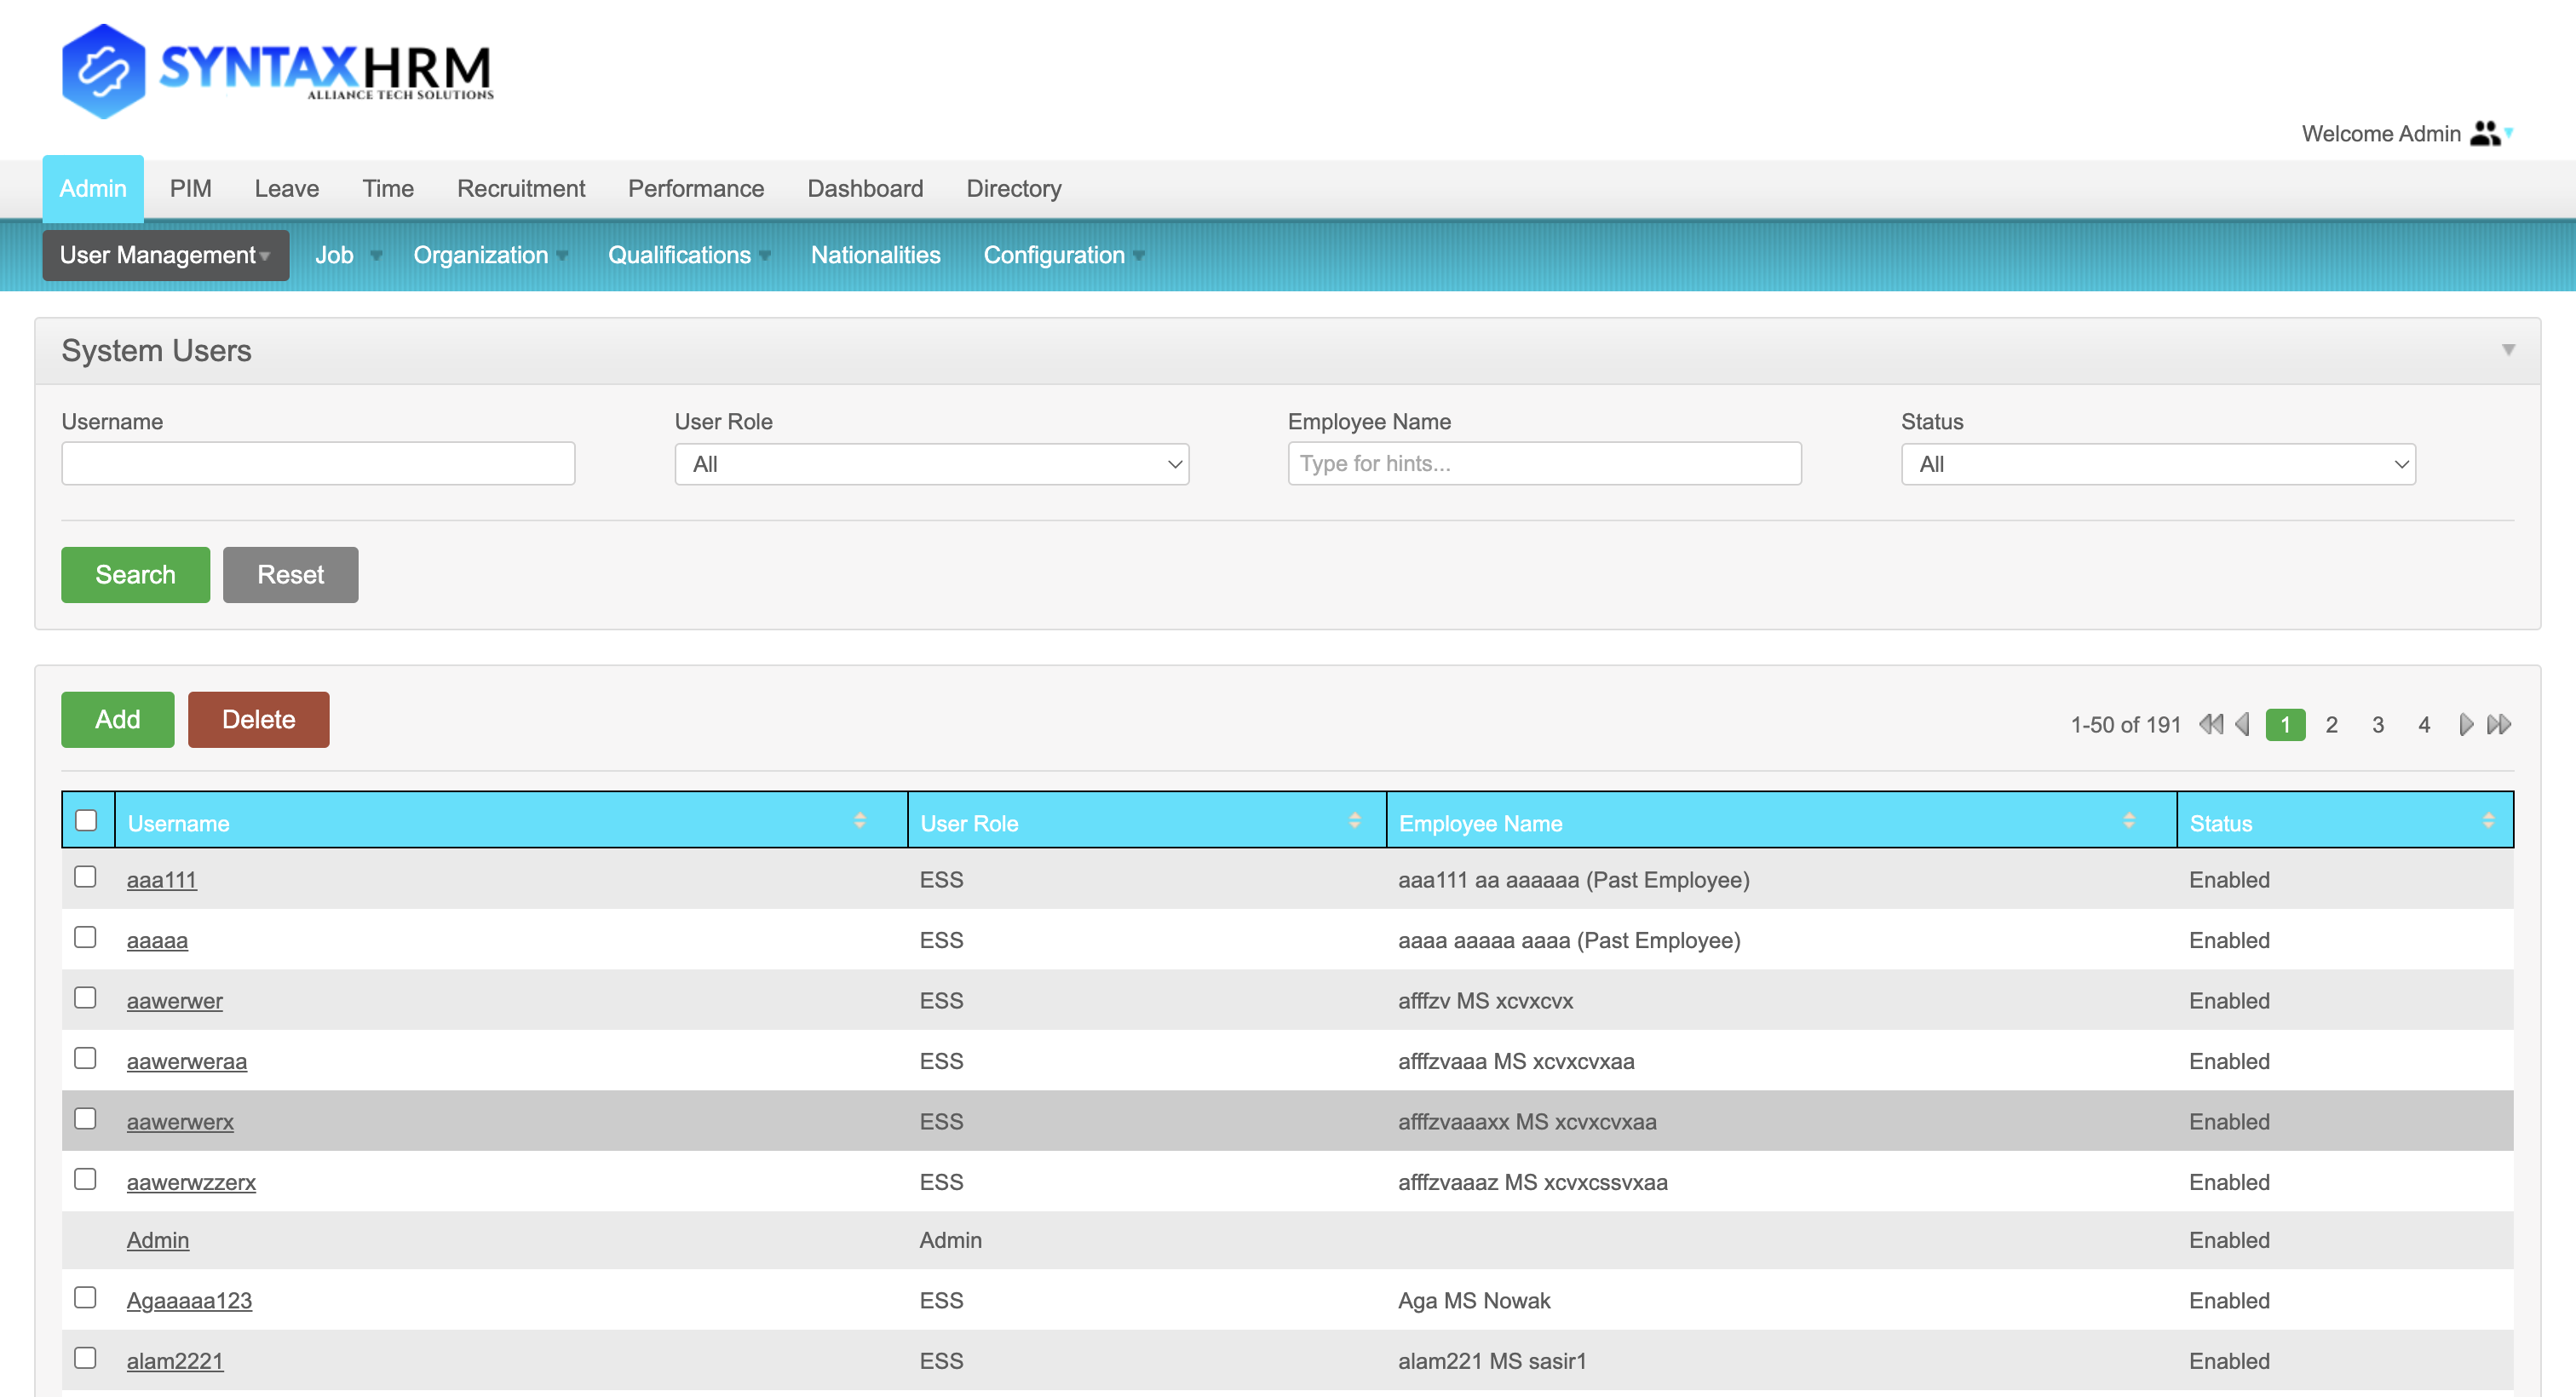 SYNTAXHRM
ALLIANCE TECH SOLUTIONS
Welcome Admin
Admin PIM Leave Time Recruitment Performance Dashboard Directory
User Management Job Organization Qualifications Nationalities Configuration
System Users
Username User Role Employee Name Status
All Type for hints... All
Search Reset
Add Delete 1-50 of 191 1 2 3 4
Username User Role Employee Name Status
aaa111 ESS aaa111 aa aaaaaa (Past Employee) Enabled
aaaaa ESS aaaa aaaaa aaaa (Past Employee) Enabled
aawerwer ESS afffzv MS xcvxcvx Enabled
aawerweraa ESS afffzvaaa MS xcvxcvxaa Enabled
aawerwerx ESS afffzvaaaxx MS xcvxcvxaa Enabled
aawerwzzerx ESS afffzvaaaz MS xcvxcssvxaa Enabled
Admin Admin Enabled
Agaaaaa123 ESS Aga MS Nowak Enabled
alam2221 ESS alam221 MS sasir1 Enabled